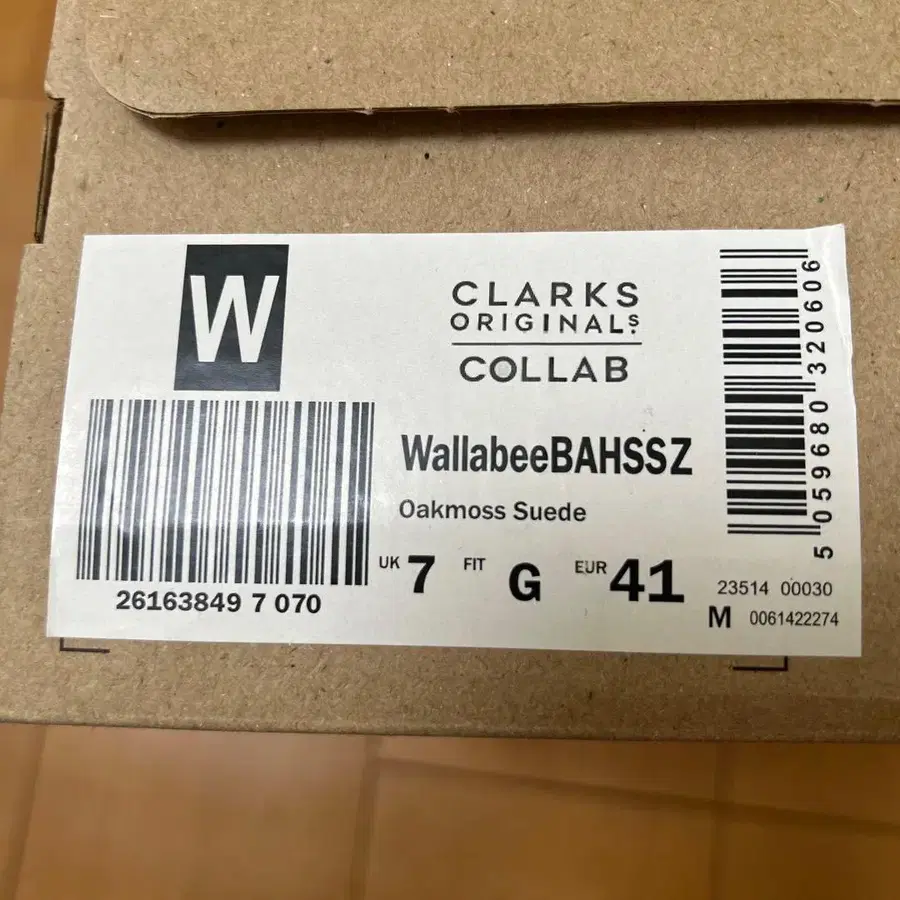 W
CLARKS
ORIGINALS
COLLAB
WallabeeBAHSSZ
Oakmoss Suede
UK 7 FIT G EUR 41
26163849 7 070
5 059680 320606
23514 00030
M 0061422274